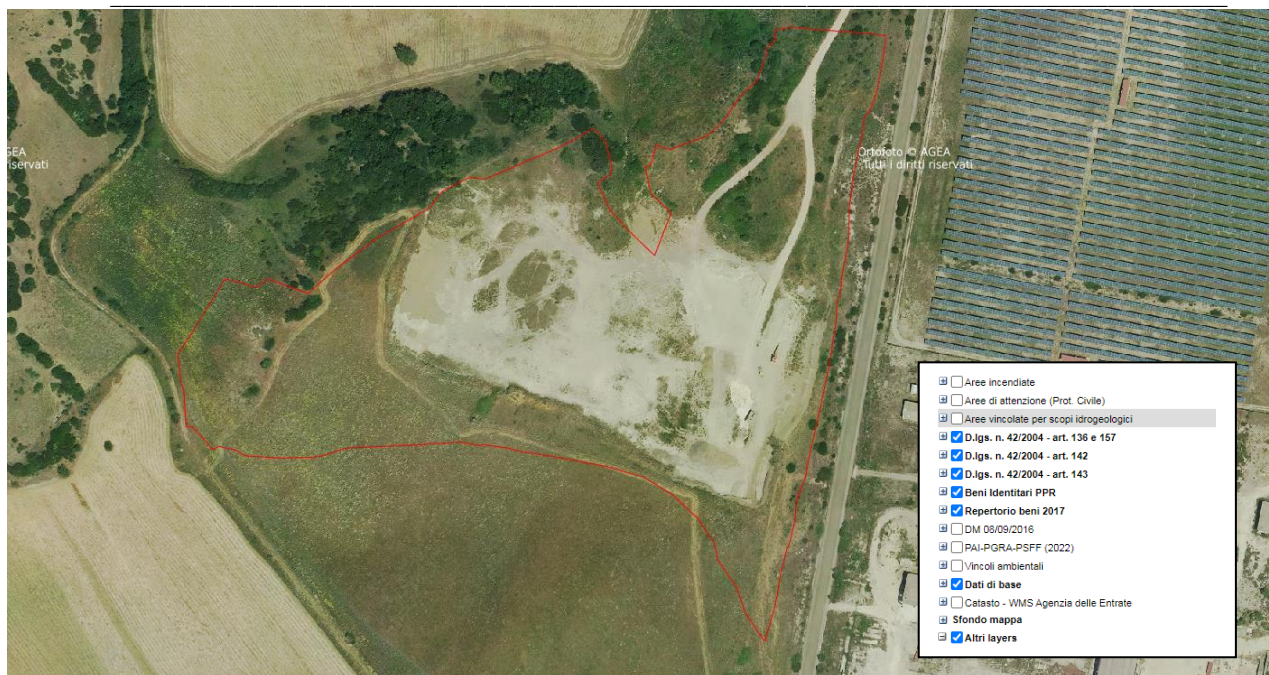 GEA
iservati
Ortofoto © AGEA
Tutti i diritti riservati
Aree incendiate
Aree di attenzione (Prot. Civile)
Aree vincolate per scopi idrogeologici
D.lgs. n. 42/2004 - art. 136 e 157
D.lgs. n. 42/2004 - art. 142
D.lgs. n. 42/2004 - art. 143
Beni Identitari PPR
Repertorio beni 2017
DM 06/09/2016
PAI-PGRA-PSFF (2022)
Vincoli ambientali
Dati di base
Catasto - WMS Agenzia delle Entrate
Sfondo mappa
Altri layers